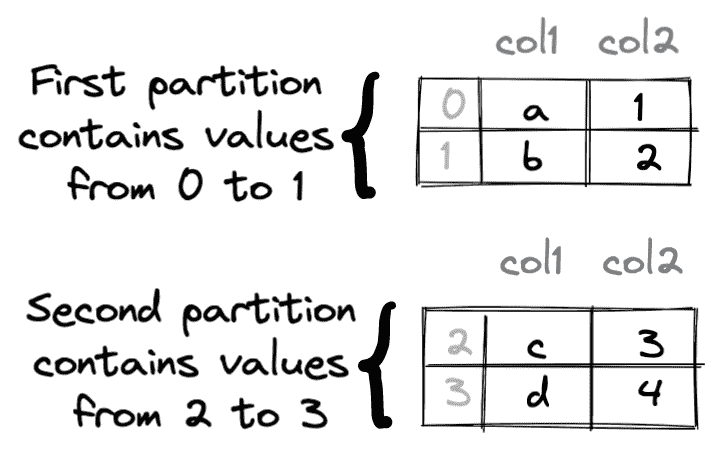 col1 col2
First partition
contains values
from 0 to 1
0 a 1
1 b 2
col1 col2
Second partition
contains values
from 2 to 3
2 c 3
3 d 4